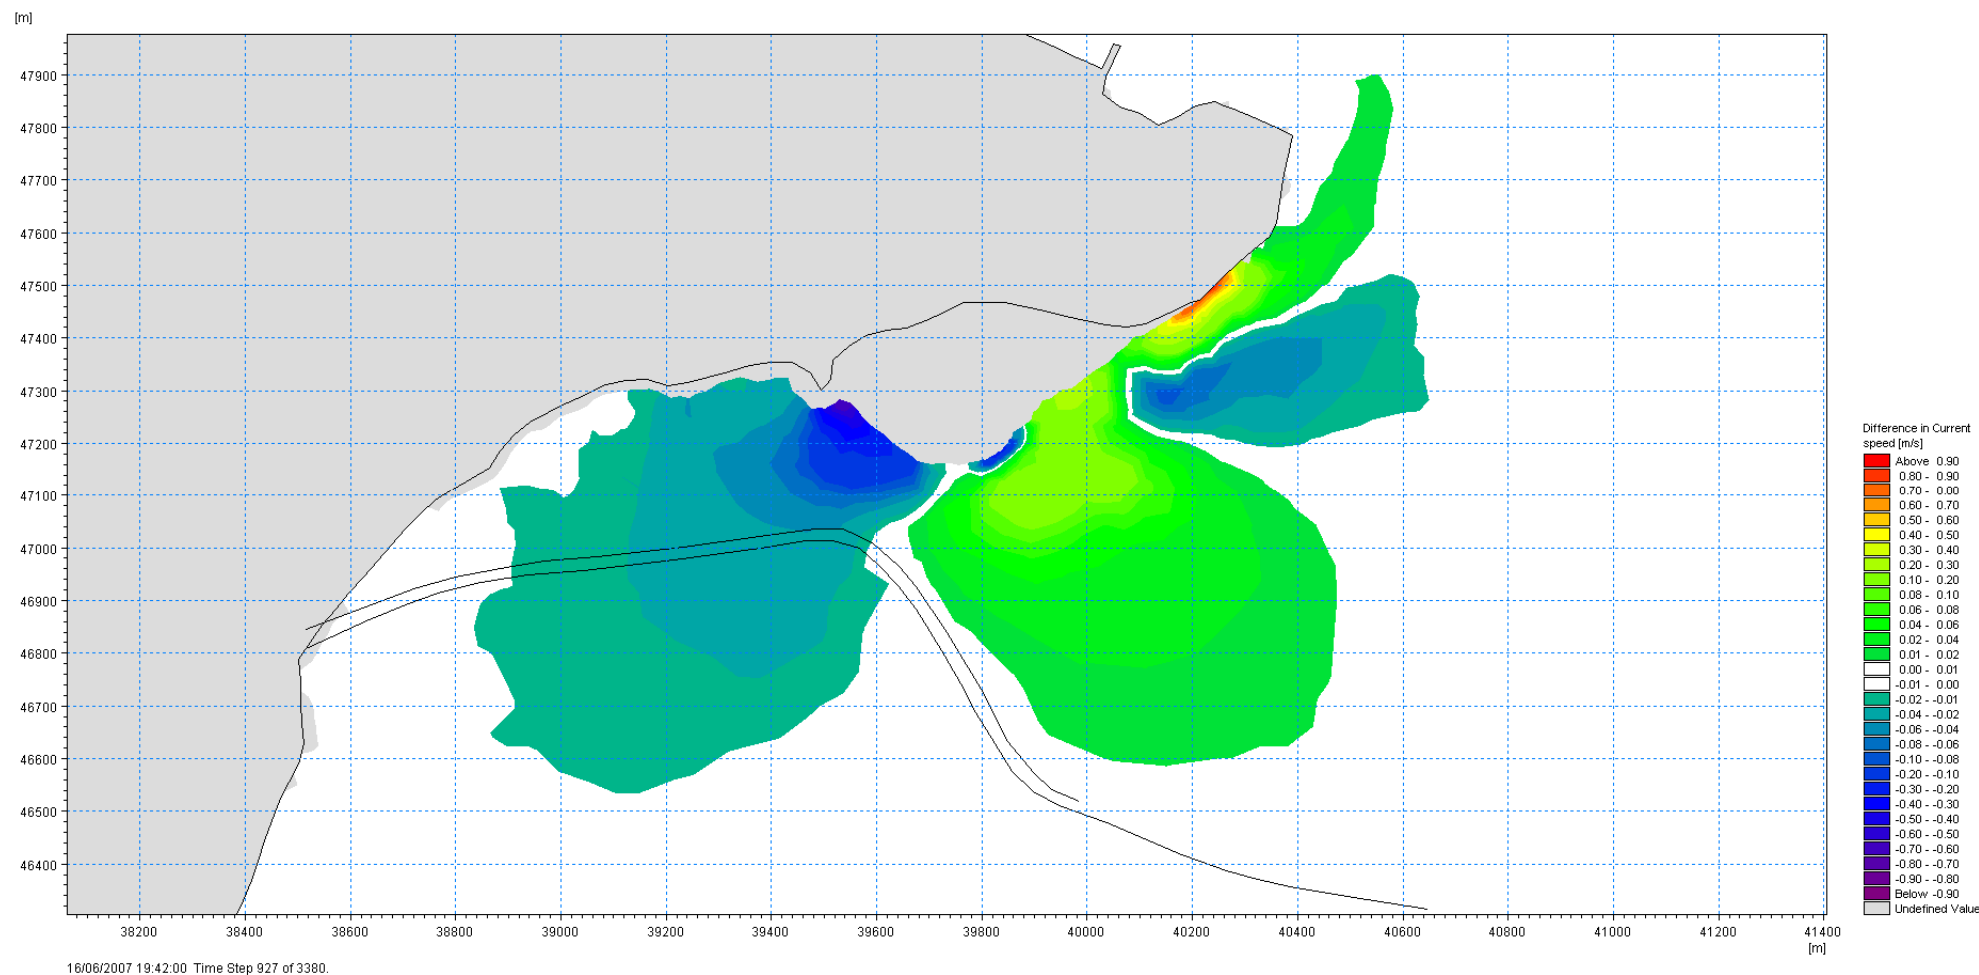 [m]
47900
47800
47700
47600
47500
47400
47300
47200
47100
47000
46900
46800
46700
46600
46500
46400
38200 38400 38600 38800 39000 39200 39400 39600 39800 40000 40200 40400 40600 40800 41000 41200 41400
[m]
Difference in Current
speed [m/s]
Above 0.90
0.80 - 0.90
0.70 - 0.00
0.60 - 0.70
0.50 - 0.60
0.40 - 0.50
0.30 - 0.40
0.20 - 0.30
0.10 - 0.20
0.08 - 0.10
0.06 - 0.08
0.04 - 0.06
0.02 - 0.04
0.01 - 0.02
0.00 - 0.01
-0.01 - 0.00
-0.02 - -0.01
-0.04 - -0.02
-0.06 - -0.04
-0.08 - -0.06
-0.10 - -0.08
-0.20 - -0.10
-0.30 - -0.20
-0.40 - -0.30
-0.50 - -0.40
-0.60 - -0.50
-0.70 - -0.60
-0.80 - -0.70
-0.90 - -0.80
Below -0.90
Undefined Value
16/06/2007 19:42:00 Time Step 927 of 3380.